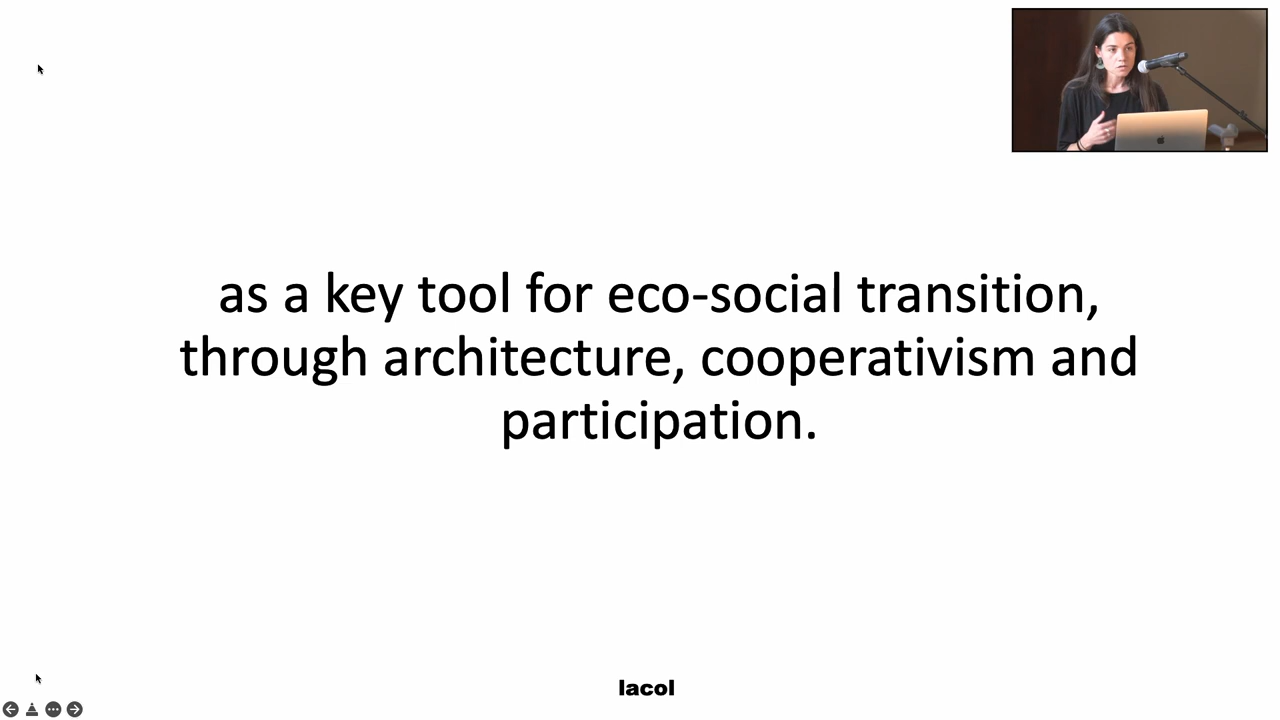 as a key tool for eco-social transition,
through architecture, cooperativism and
participation.
lacol